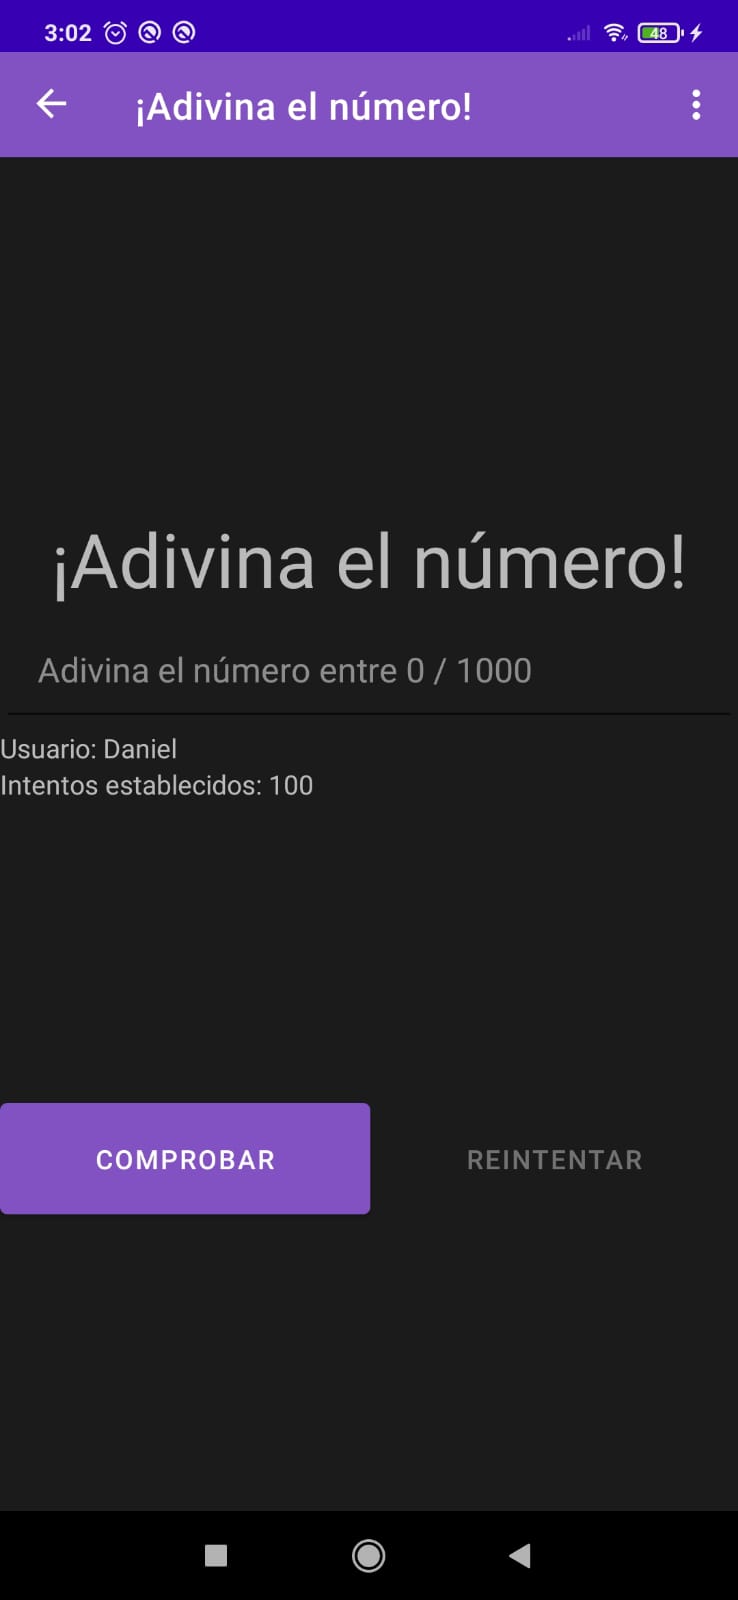 3:02
48
¡Adivina el número!
¡Adivina el número!
Adivina el número entre 0 / 1000
Usuario: Daniel
Intentos establecidos: 100
COMPROBAR
REINTENTAR